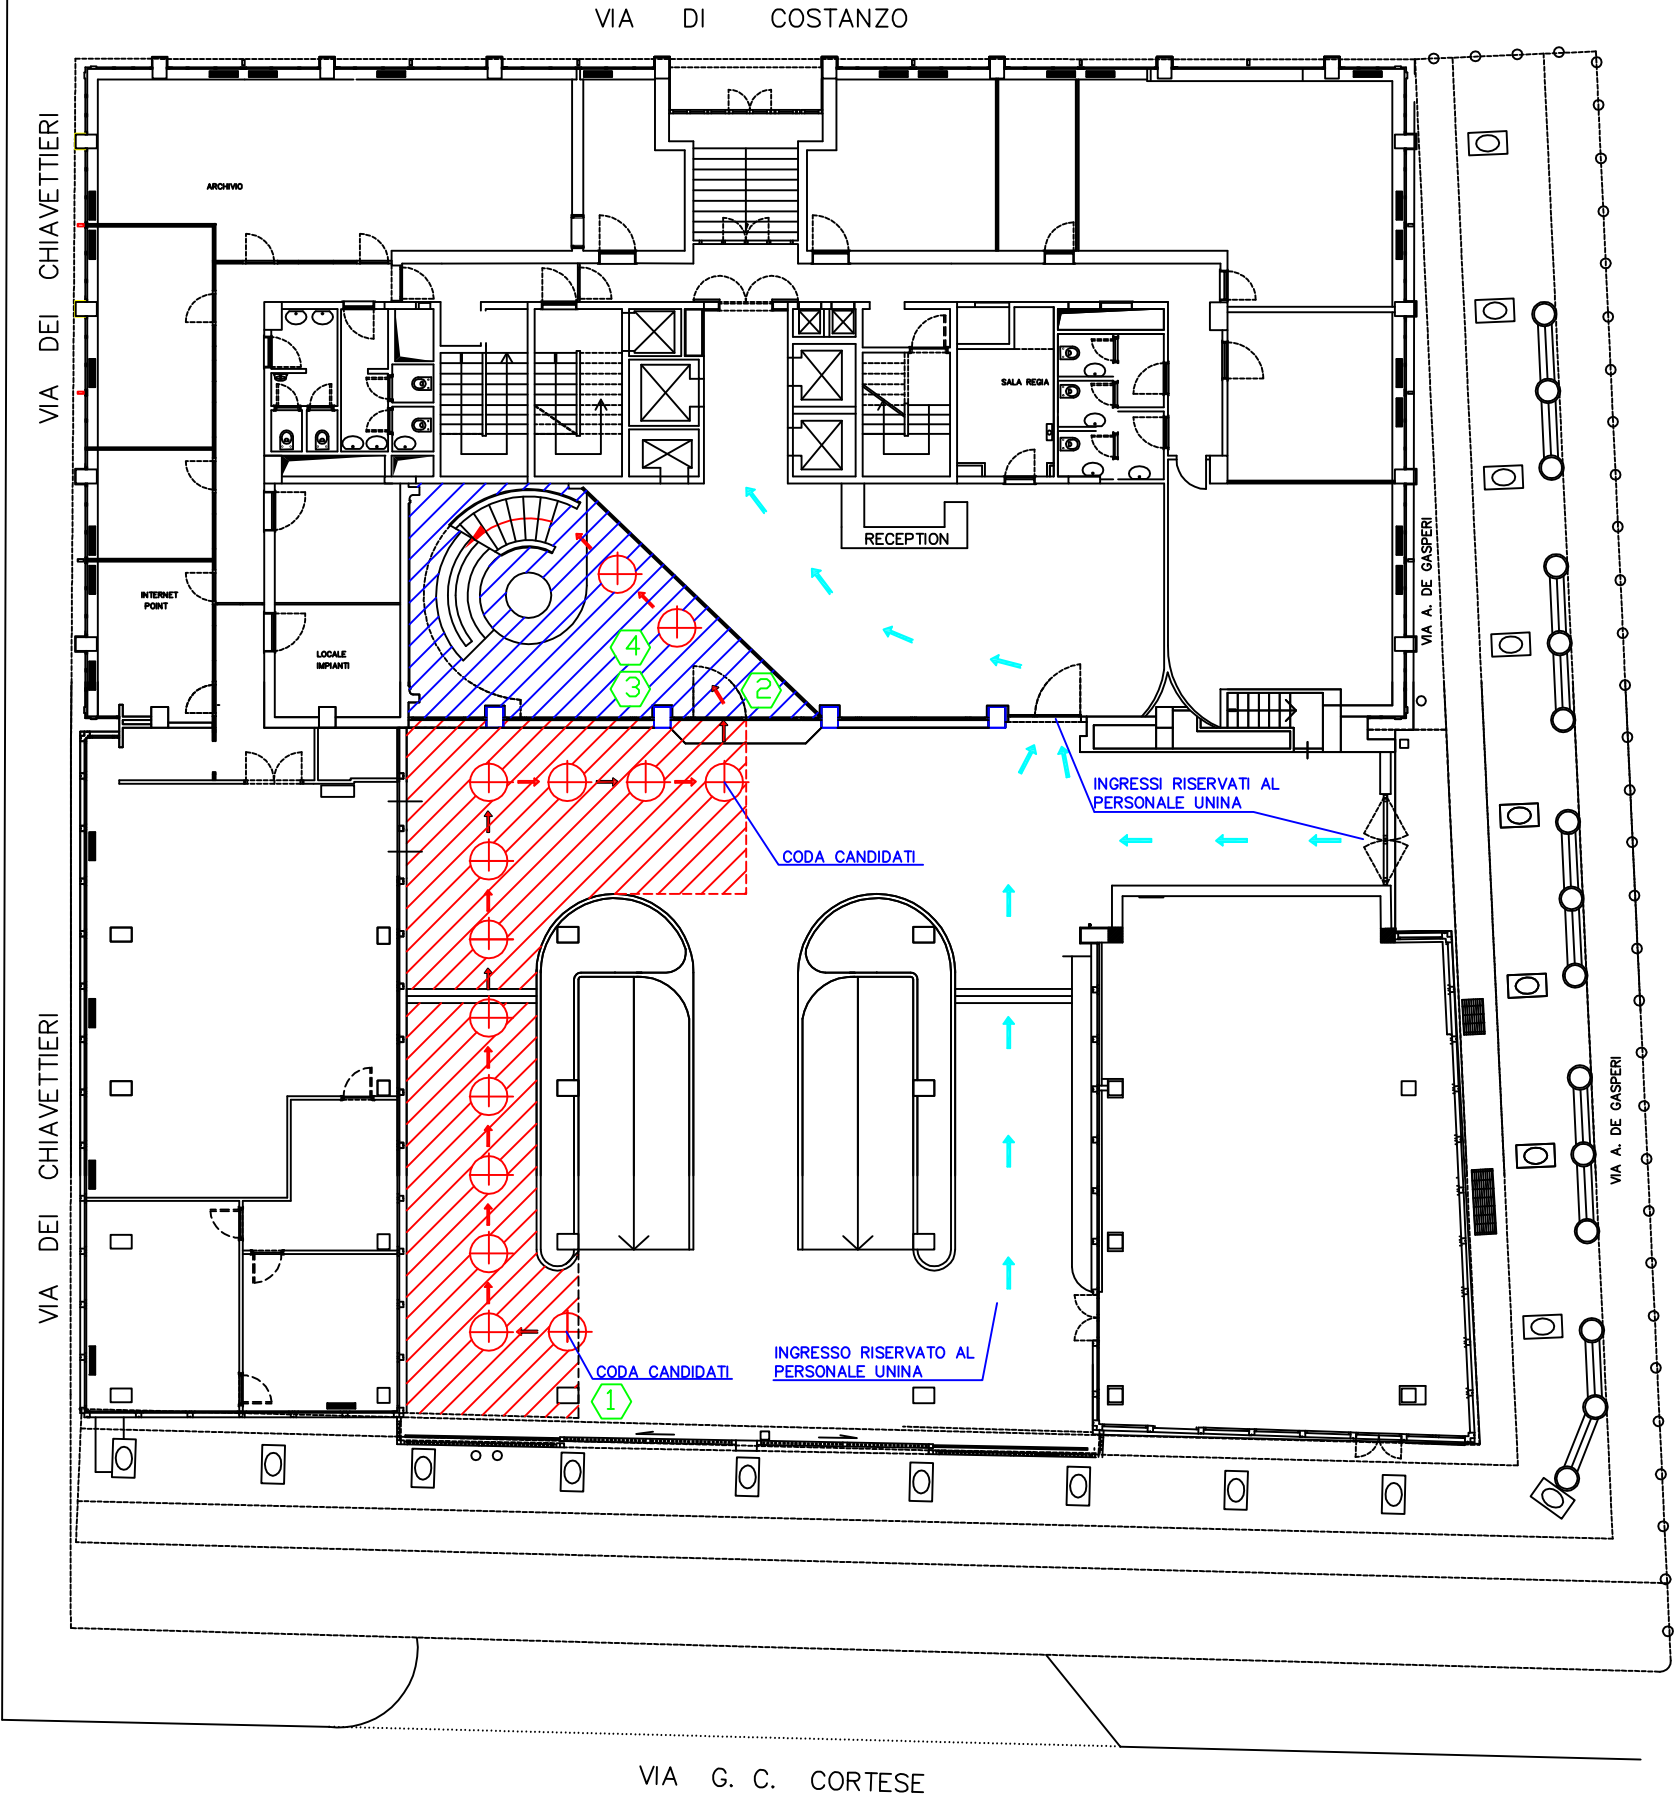 VIA DI COSTANZO
VIA DEI CHIAVETTIERI
ARCHIVIO
SALA REGIA
RECEPTION
VIA A. DE GASPERI
INTERNET
POINT
LOCALE
IMPIANTI
4
3
2
INGRESSI RISERVATI AL
PERSONALE UNINA
CODA CANDIDATI
VIA DEI CHIAVETTIERI
VIA A. DE GASPERI
INGRESSO RISERVATO AL
PERSONALE UNINA
CODA CANDIDATI
1
VIA G. C. CORTESE